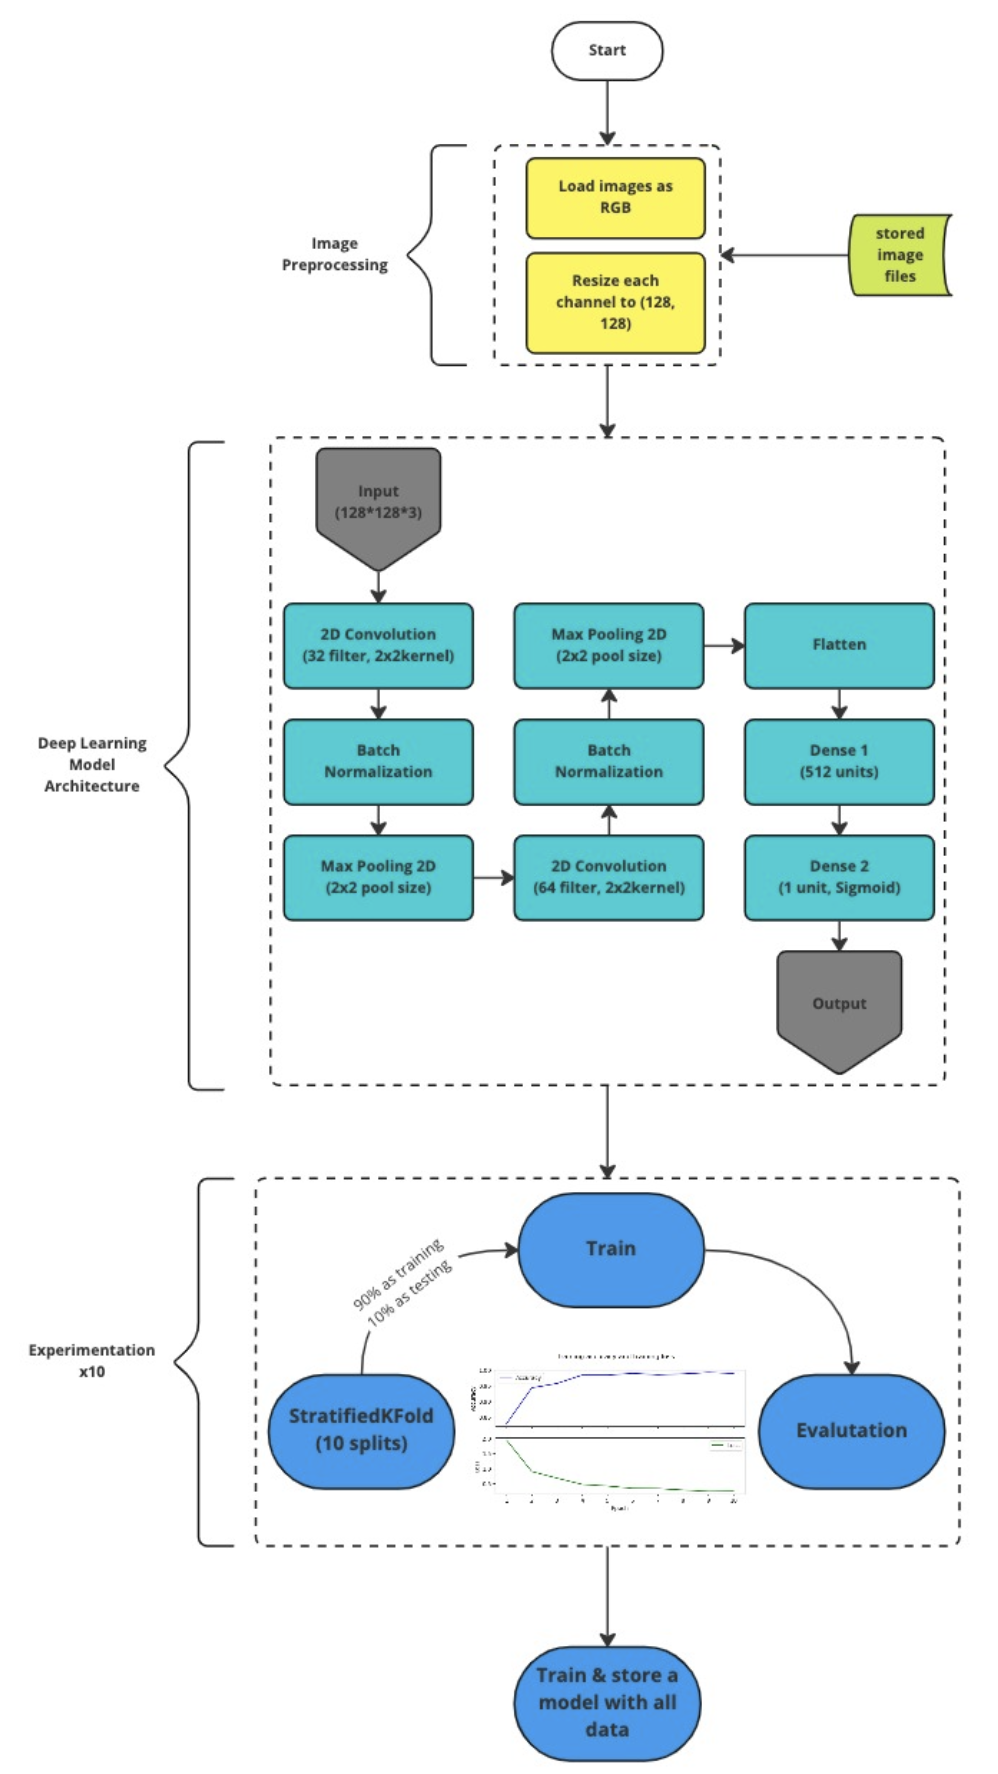 Start
Load images as
RGB
Image
Preprocessing
stored
image
files
Resize each
channel to (128,
128)
Input
(128*128*3)
2D Convolution
(32 filter, 2x2kernel)
Max Pooling 2D
(2x2 pool size)
Flatten
Deep Learning
Model
Architecture
Batch
Normalization
Batch
Normalization
Dense 1
(512 units)
Max Pooling 2D
(2x2 pool size)
2D Convolution
(64 filter, 2x2kernel)
Dense 2
(1 unit, Sigmoid)
Output
Train
90% as training
10% as testing
Experimentation
x10
StratifiedKFold
(10 splits)
Accuracy
Accuracy
Evalutation
Train & store a
model with all
data